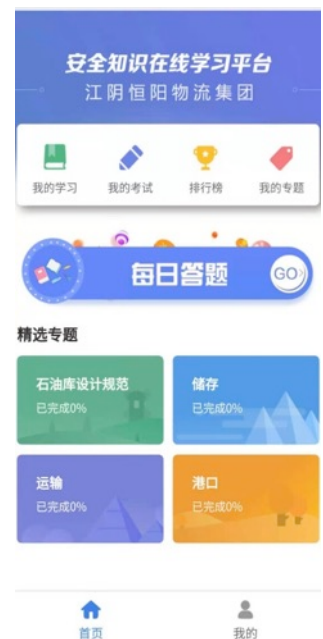 安全知识在线学习平台
江阴恒阳物流集团
我的学习
我的考试
排行榜
我的专题
每日答题
GO
精选专题
石油库设计规范
已完成0%
储存
已完成0%
运输
已完成0%
港口
已完成0%
首页
我的